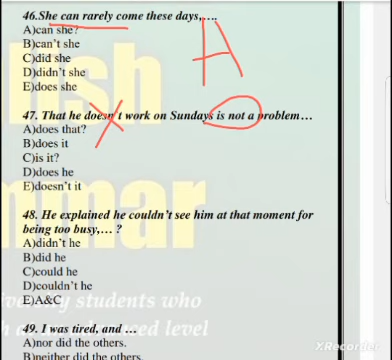 46.She can rarely come these days,….
A)can she?
B)can't she
C)did she
D)didn't she
E)does she
A
47. That he doesn't work on Sundays is not a problem…
A)does that?
B)does it
C)is it?
D)does he
E)doesn't it
48. He explained he couldn't see him at that moment for
being too busy,… ?
A)didn't he
B)did he
C)could he
D)couldn't he
E)A&C
49. I was tired, and …
A)nor did the others.
B)neither did the others.
students who
level
XRecorder